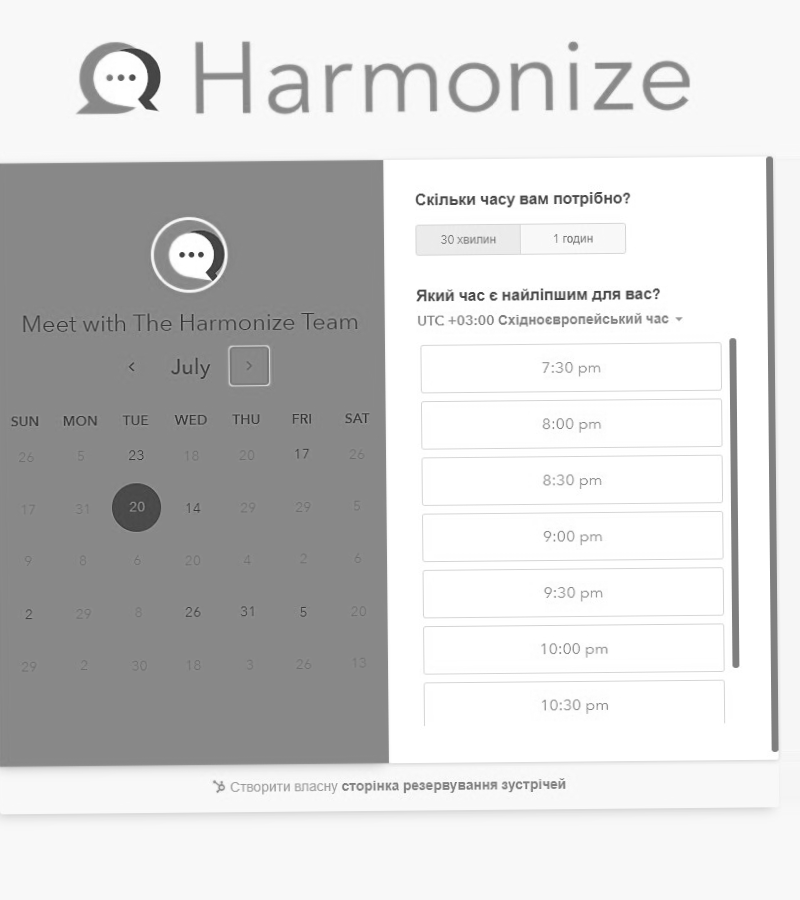 Harmonize
Meet with The Harmonize Team
July
SUN MON TUE WED THU FRI SAT
26 5 23 18 20 17 26
17 31 20 14 29 29 5
9 8 6 20 4 2 6
2 29 8 26 31 5 20
29 2 30 18 3 26 13
Скільки часу вам потрібно?
30 хвилин 1 годин
Який час є найліпшим для вас?
UTC +03:00 Східноєвропейський час
7:30 pm
8:00 pm
8:30 pm
9:00 pm
9:30 pm
10:00 pm
10:30 pm
Створити власну сторінка резервування зустрічей